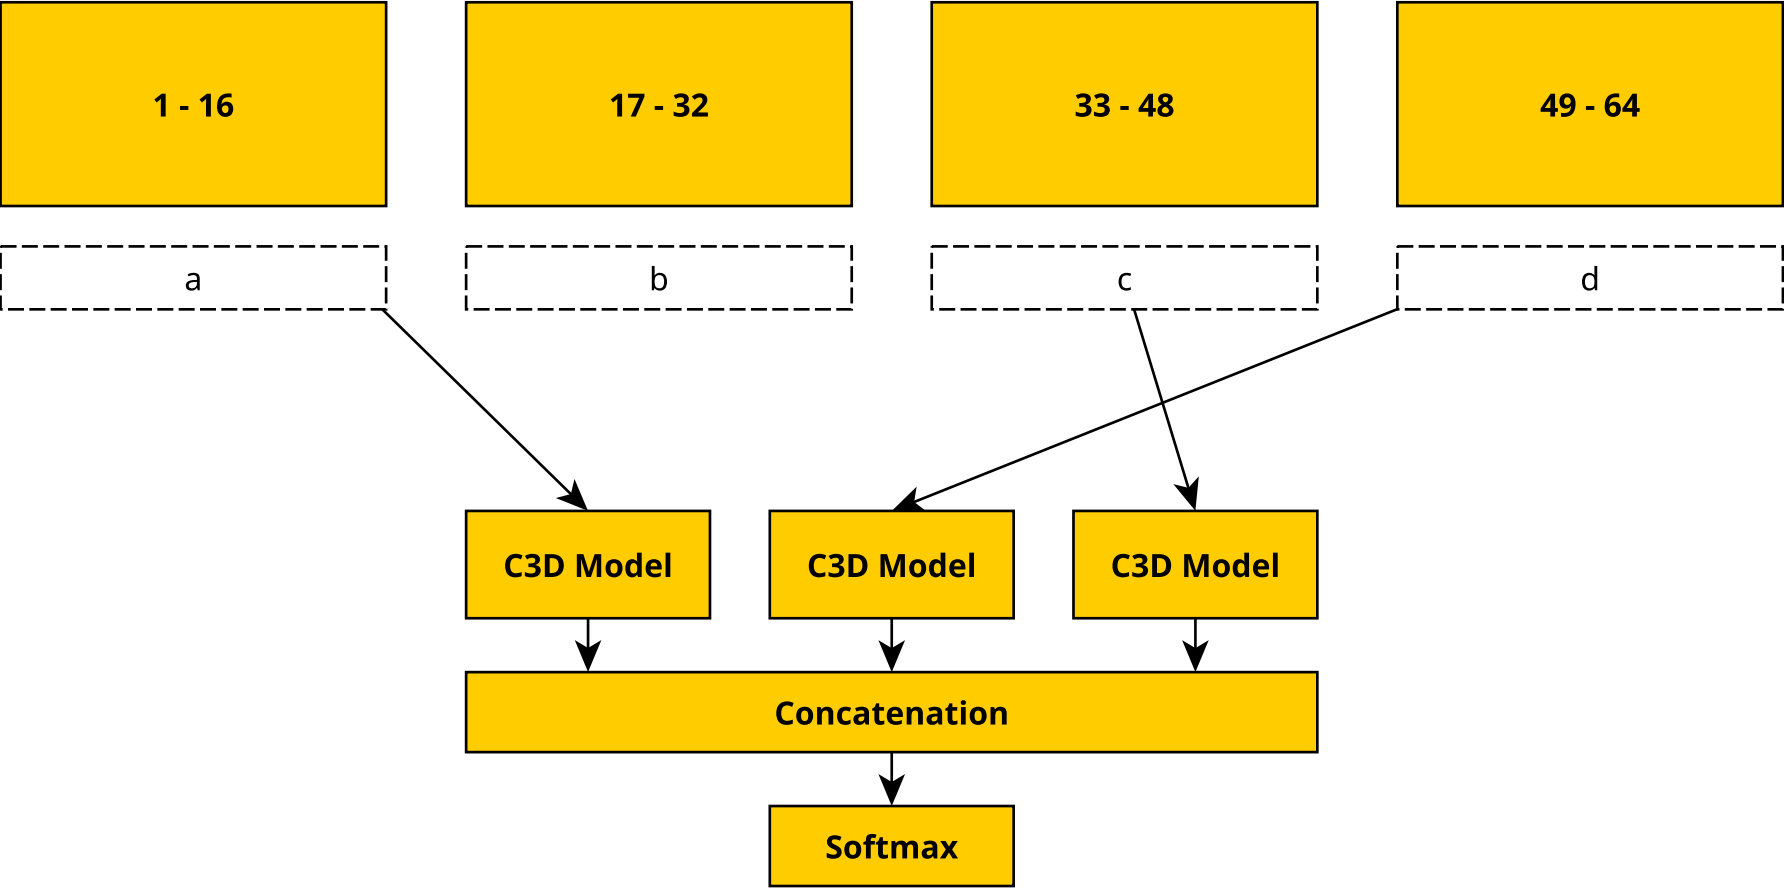 1 - 16
17 - 32
33 - 48
49 - 64
a
b
c
d
C3D Model
C3D Model
C3D Model
Concatenation
Softmax